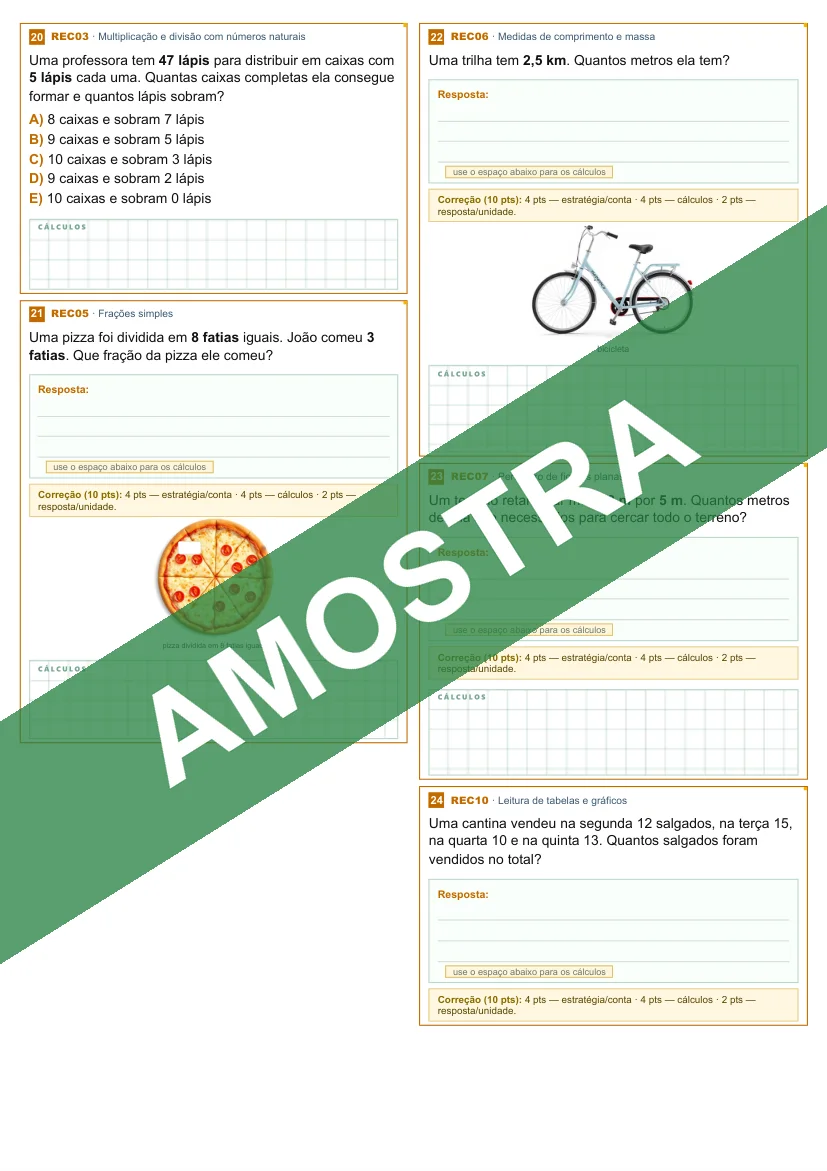 20 REC03 · Multiplicação e divisão com números naturais
Uma professora tem 47 lápis para distribuir em caixas com
5 lápis cada uma. Quantas caixas completas ela consegue
formar e quantos lápis sobram?
A) 8 caixas e sobram 7 lápis
B) 9 caixas e sobram 5 lápis
C) 10 caixas e sobram 3 lápis
D) 9 caixas e sobram 2 lápis
E) 10 caixas e sobram 0 lápis
CÁLCULOS
21 REC05 · Frações simples
Uma pizza foi dividida em 8 fatias iguais. João comeu 3
fatias. Que fração da pizza ele comeu?
Resposta:
use o espaço abaixo para os cálculos
Correção (10 pts): 4 pts — estratégia/conta · 4 pts — cálculos · 2 pts —
resposta/unidade.
pizza dividida em 8 fatias iguais
CÁLCULOS
22 REC06 · Medidas de comprimento e massa
Uma trilha tem 2,5 km. Quantos metros ela tem?
Resposta:
use o espaço abaixo para os cálculos
Correção (10 pts): 4 pts — estratégia/conta · 4 pts — cálculos · 2 pts —
resposta/unidade.
bicicleta
CÁLCULOS
23 REC07 · de planas
Um por 5 m. Quantos metros
para cercar todo o terreno?
Resposta:
use o espaço abaixo para os cálculos
Correção (10 pts): 4 pts — estratégia/conta · 4 pts — cálculos · 2 pts —
resposta/unidade.
CÁLCULOS
24 REC10 · Leitura de tabelas e gráficos
Uma cantina vendeu na segunda 12 salgados, na terça 15,
na quarta 10 e na quinta 13. Quantos salgados foram
vendidos no total?
Resposta:
use o espaço abaixo para os cálculos
Correção (10 pts): 4 pts — estratégia/conta · 4 pts — cálculos · 2 pts —
resposta/unidade.
AMOSTRA